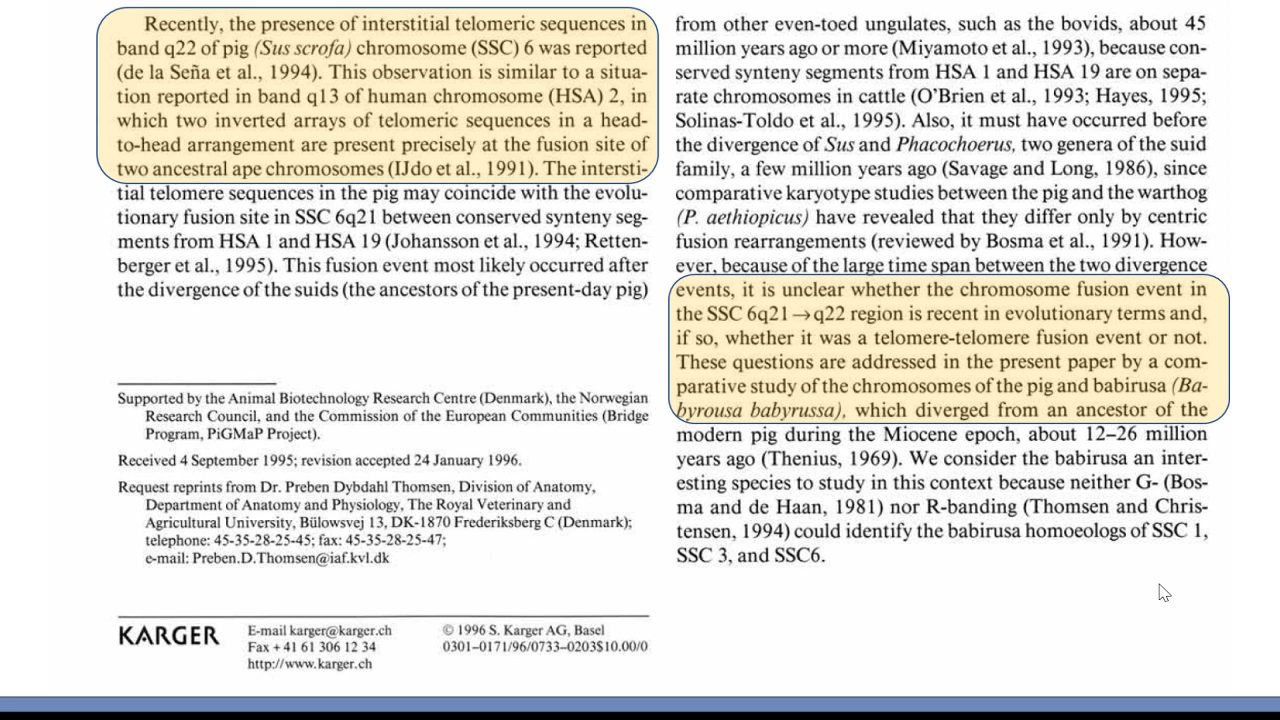 Recently, the presence of interstitial telomeric sequences in
band q22 of pig (Sus scrofa) chromosome (SSC) 6 was reported
(de la Seña et al., 1994). This observation is similar to a situa-
tion reported in band q13 of human chromosome (HSA) 2, in
which two inverted arrays of telomeric sequences in a head-
to-head arrangement are present precisely at the fusion site of
two ancestral ape chromosomes (IJdo et al., 1991). The intersti-
tial telomere sequences in the pig may coincide with the evolu-
tionary fusion site in SSC 6q21 between conserved synteny seg-
ments from HSA 1 and HSA 19 (Johansson et al., 1994; Retten-
berger et al., 1995). This fusion event most likely occurred after
the divergence of the suids (the ancestors of the present-day pig)
Supported by the Animal Biotechnology Research Centre (Denmark), the Norwegian
Research Council, and the Commission of the European Communities (Bridge
Program, PiGMaP Project).
Received 4 September 1995; revision accepted 24 January 1996.
Request reprints from Dr. Preben Dybdahl Thomsen, Division of Anatomy,
Department of Anatomy and Physiology, The Royal Veterinary and
Agricultural University, Bülowsvej 13, DK-1870 Frederiksberg C (Denmark);
telephone: 45-35-28-25-45; fax: 45-35-28-25-47;
e-mail: Preben.D.Thomsen@iaf.kvl.dk
from other even-toed ungulates, such as the bovids, about 45
million years ago or more (Miyamoto et al., 1993), because con-
served synteny segments from HSA 1 and HSA 19 are on sepa-
rate chromosomes in cattle (O'Brien et al., 1993; Hayes, 1995;
Solinas-Toldo et al., 1995). Also, it must have occurred before
the divergence of Sus and Phacochoerus, two genera of the suid
family, a few million years ago (Savage and Long, 1986), since
comparative karyotype studies between the pig and the warthog
(P. aethiopicus) have revealed that they differ only by centric
fusion rearrangements (reviewed by Bosma et al., 1991). How-
ever, because of the large time span between the two divergence
events, it is unclear whether the chromosome fusion event in
the SSC 6q21→q22 region is recent in evolutionary terms and,
if so, whether it was a telomere-telomere fusion event or not.
These questions are addressed in the present paper by a com-
parative study of the chromosomes of the pig and babirusa (Ba-
byrousa babyrussa), which diverged from an ancestor of the
modern pig during the Miocene epoch, about 12–26 million
years ago (Thenius, 1969). We consider the babirusa an inter-
esting species to study in this context because neither G- (Bos-
ma and de Haan, 1981) nor R-banding (Thomsen and Chris-
tensen, 1994) could identify the babirusa homoeologs of SSC 1,
SSC 3, and SSC6.
KARGER
E-mail karger@karger.ch
Fax + 41 61 306 12 34
http://www.karger.ch
© 1996 S. Karger AG, Basel
0301–0171/96/0733–0203$10.00/0